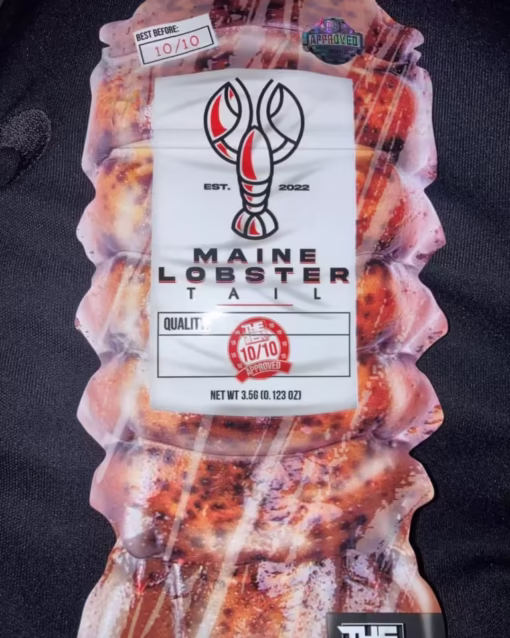 BEST BEFORE:
10/10
APPROVED
EST. 2022
MAINE
LOBSTER
TAIL
QUALITY
THE
10/10
APPROVED
NET WT 3.5G (0.123 OZ)
THE